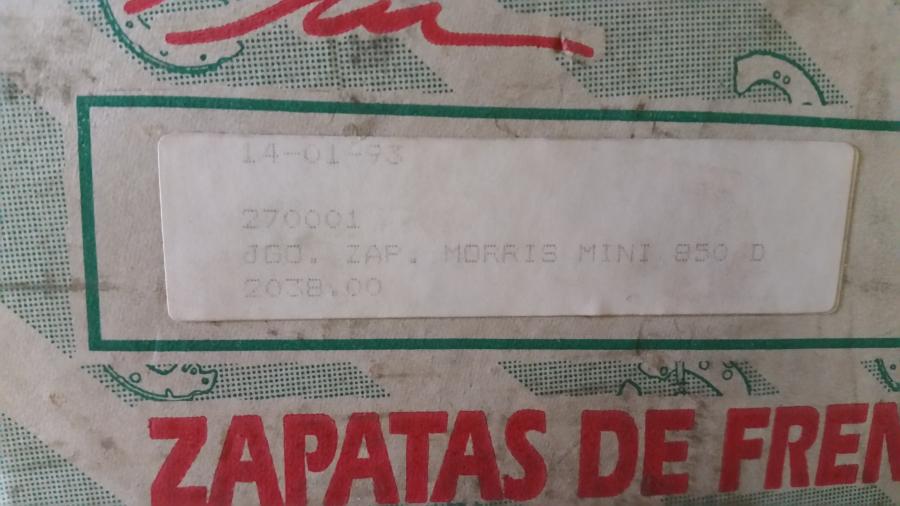 14-01-93
270001
JGO. ZAP. MORRIS MINI 850 D
2038.00
ZAPATAS DE FREN